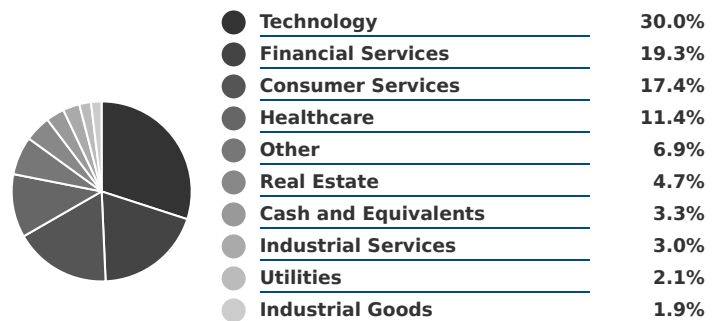 Technology 30.0%
Financial Services 19.3%
Consumer Services 17.4%
Healthcare 11.4%
Other 6.9%
Real Estate 4.7%
Cash and Equivalents 3.3%
Industrial Services 3.0%
Utilities 2.1%
Industrial Goods 1.9%